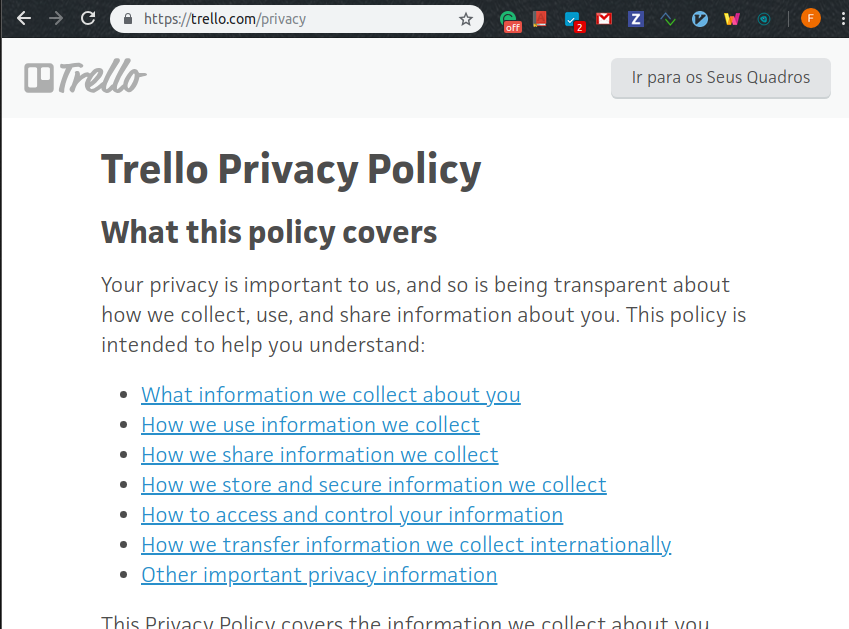 https://trello.com/privacy
off
2
F
Trello
Ir para os Seus Quadros
Trello Privacy Policy
What this policy covers
Your privacy is important to us, and so is being transparent about
how we collect, use, and share information about you. This policy is
intended to help you understand:
What information we collect about you
How we use information we collect
How we share information we collect
How we store and secure information we collect
How to access and control your information
How we transfer information we collect internationally
Other important privacy information
This Privacy Policy covers the information we collect about you